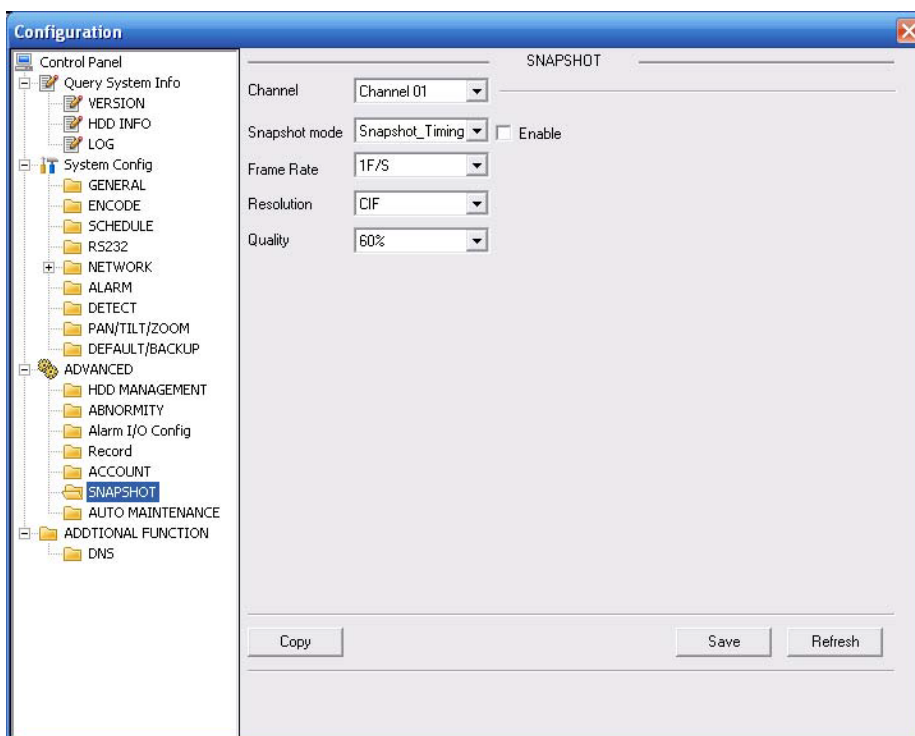 Configuration
Control Panel
Query System Info
VERSION
HDD INFO
LOG
System Config
GENERAL
ENCODE
SCHEDULE
RS232
NETWORK
ALARM
DETECT
PAN/TILT/ZOOM
DEFAULT/BACKUP
ADVANCED
HDD MANAGEMENT
ABNORMITY
Alarm I/O Config
Record
ACCOUNT
SNAPSHOT
AUTO MAINTENANCE
ADDTIONAL FUNCTION
DNS
SNAPSHOT
Channel Channel 01
Snapshot mode Snapshot_Timing Enable
Frame Rate 1F/S
Resolution CIF
Quality 60%
Copy Save Refresh